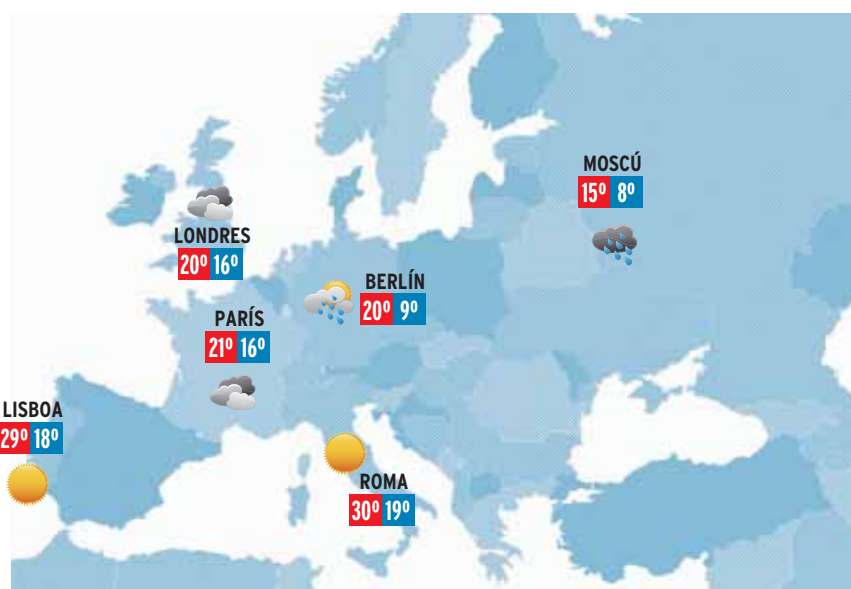 MOSCÚ
15º 8º
LONDRES
20º 16º
BERLÍN
20º 9º
PARÍS
21º 16º
LISBOA
29º 18º
ROMA
30º 19º